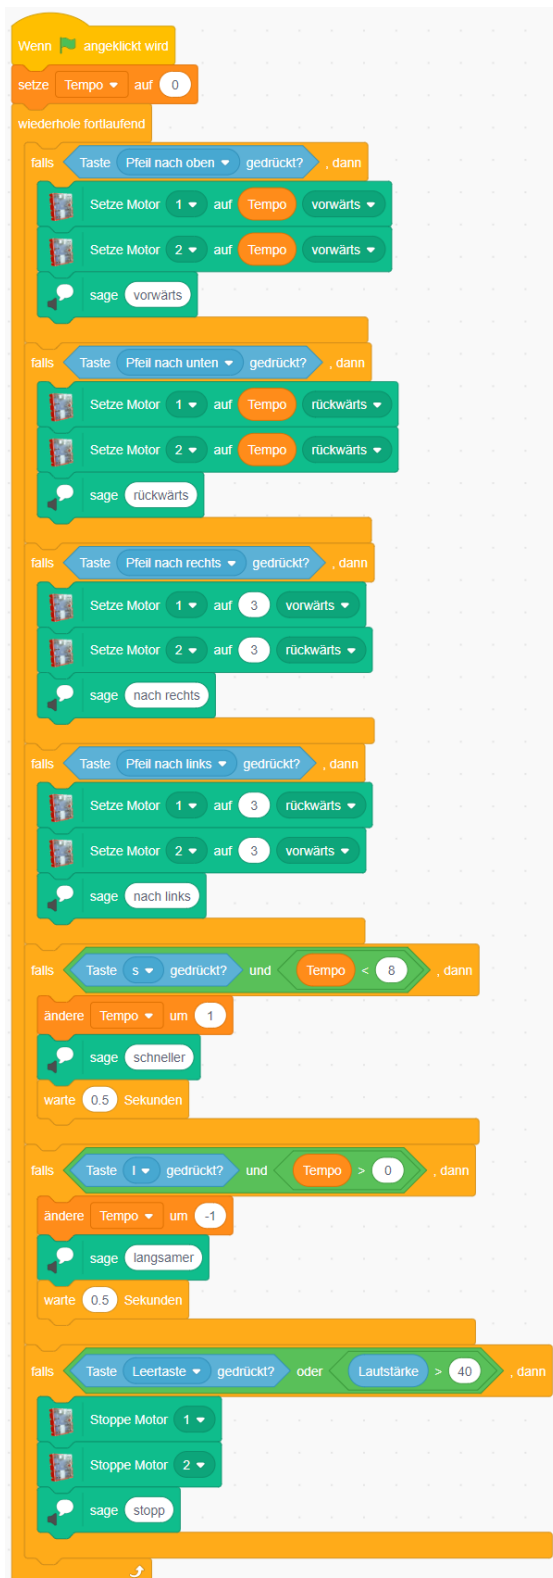 Wenn angeklickt wird
setze Tempo auf 0
wiederhole fortlaufend
falls Taste Pfeil nach oben gedrückt? , dann
Setze Motor 1 auf Tempo vorwärts
Setze Motor 2 auf Tempo vorwärts
sage vorwärts
falls Taste Pfeil nach unten gedrückt? , dann
Setze Motor 1 auf Tempo rückwärts
Setze Motor 2 auf Tempo rückwärts
sage rückwärts
falls Taste Pfeil nach rechts gedrückt? , dann
Setze Motor 1 auf 3 vorwärts
Setze Motor 2 auf 3 rückwärts
sage nach rechts
falls Taste Pfeil nach links gedrückt? , dann
Setze Motor 1 auf 3 rückwärts
Setze Motor 2 auf 3 vorwärts
sage nach links
falls Taste s gedrückt? und Tempo < 8 , dann
ändere Tempo um 1
sage schneller
warte 0.5 Sekunden
falls Taste l gedrückt? und Tempo > 0 , dann
ändere Tempo um -1
sage langsamer
warte 0.5 Sekunden
falls Taste Leertaste gedrückt? oder Lautstärke > 40 , dann
Stoppe Motor 1
Stoppe Motor 2
sage stopp